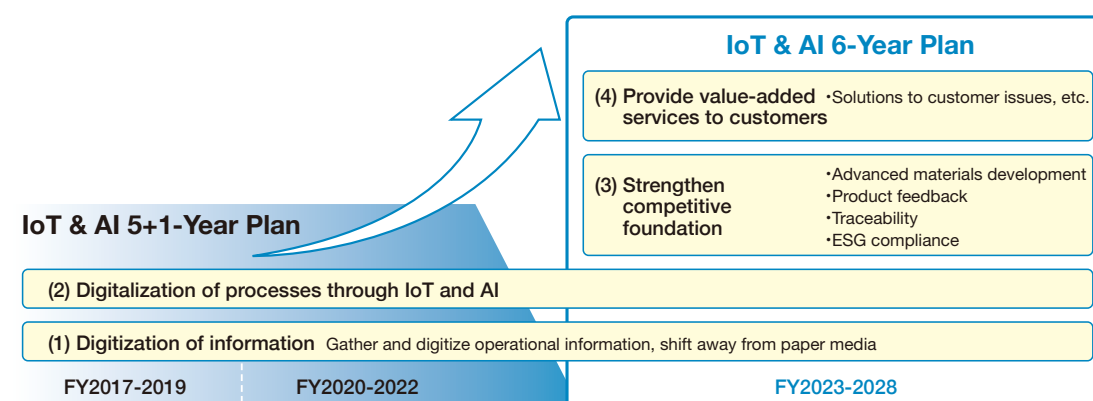 IoT & AI 6-Year Plan
(4) Provide value-added services to customers
•Solutions to customer issues, etc.
(3) Strengthen competitive foundation
•Advanced materials development
•Product feedback
•Traceability
•ESG compliance
IoT & AI 5+1-Year Plan
(2) Digitalization of processes through IoT and AI
(1) Digitization of information Gather and digitize operational information, shift away from paper media
FY2017-2019 FY2020-2022 FY2023-2028